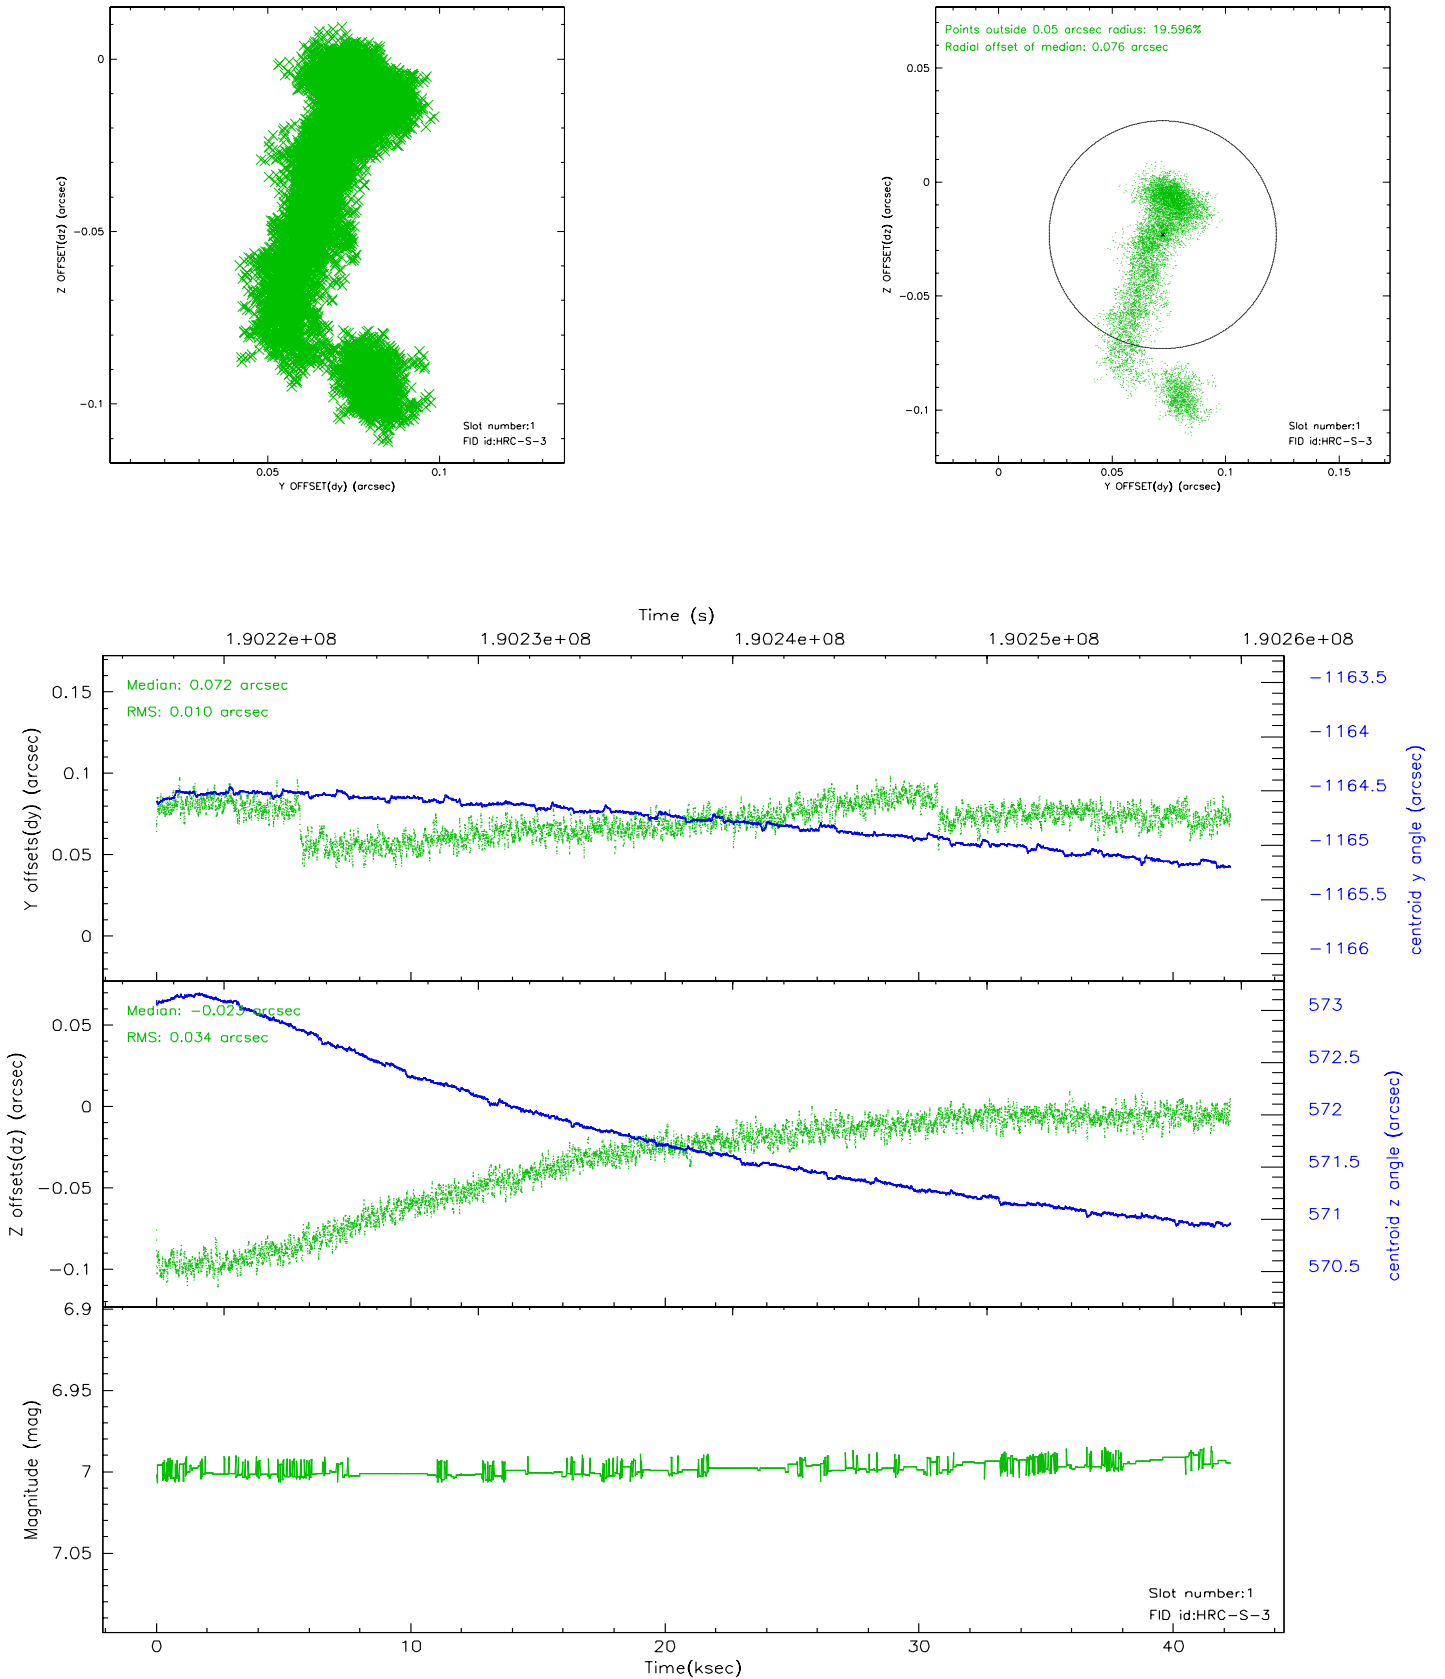 0
−0.05
−0.1
Z OFFSET(dz) (arcsec)
0.05
0.1
Y OFFSET(dy) (arcsec)
Slot number:1
FID id:HRC−S−3
Points outside 0.05 arcsec radius: 19.596%
Radial offset of median: 0.076 arcsec
0.05
0
−0.05
−0.1
Z OFFSET(dz) (arcsec)
Slot number:1
FID id:HRC−S−3
0
0.05
0.1
0.15
Y OFFSET(dy) (arcsec)
Time (s)
1.9022e+08
1.9023e+08
1.9024e+08
1.9025e+08
1.9026e+08
Median: 0.072 arcsec
RMS: 0.010 arcsec
0.15
0.1
0.05
0
Y offsets(dy) (arcsec)
−1163.5
−1164
−1164.5
−1165
−1165.5
−1166
centroid y angle (arcsec)
Median: −0.023 arcsec
RMS: 0.034 arcsec
0.05
0
−0.05
−0.1
Z offsets(dz) (arcsec)
573
572.5
572
571.5
571
570.5
centroid z angle (arcsec)
6.9
6.95
7
7.05
Magnitude (mag)
Slot number:1
FID id:HRC−S−3
0
10
20
30
40
Time(ksec)